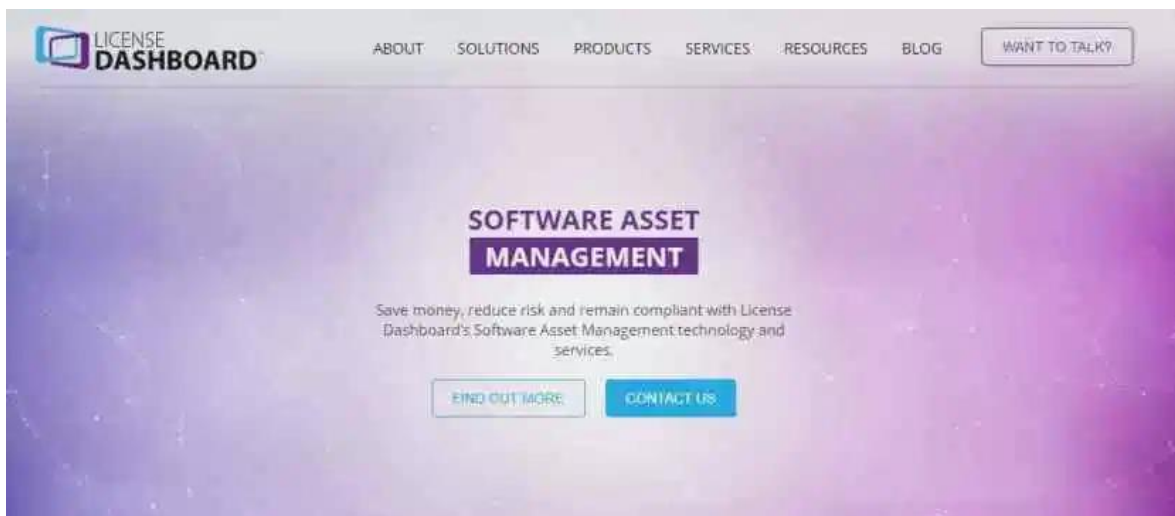 LICENSE
DASHBOARD
ABOUT SOLUTIONS PRODUCTS SERVICES RESOURCES BLOG WANT TO TALK?
SOFTWARE ASSET
MANAGEMENT
Save money, reduce risk and remain compliant with License
Dashboard's Software Asset Management technology and
services.
FIND OUT MORE CONTACT US